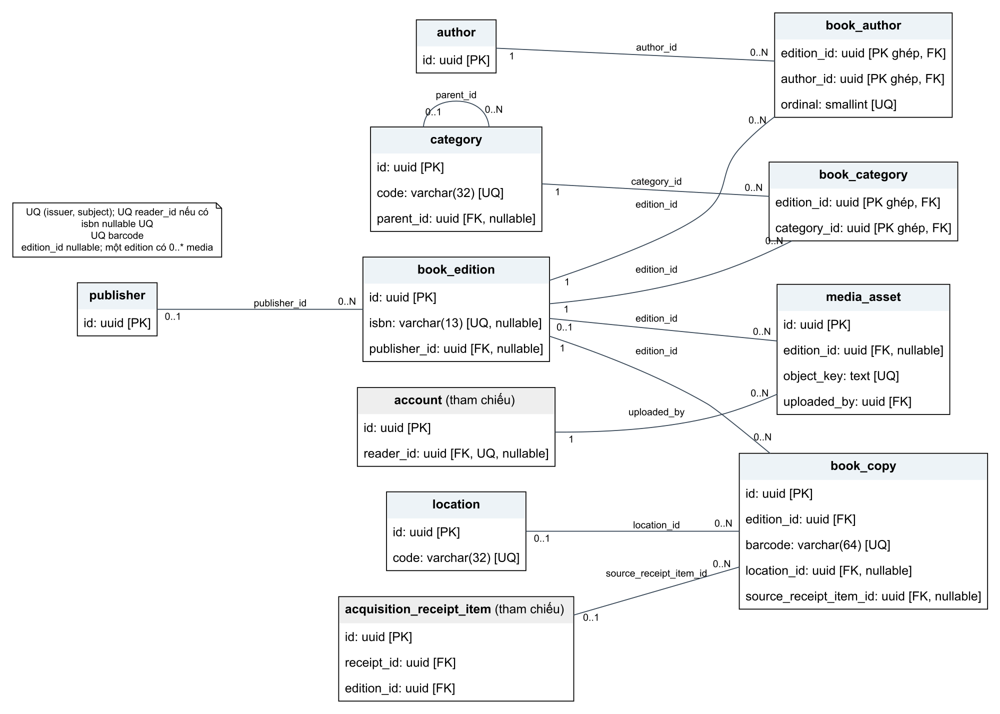 author
id: uuid [PK]
author_id
1
0..N
book_author
edition_id: uuid [PK ghép, FK]
author_id: uuid [PK ghép, FK]
ordinal: smallint [UQ]
0..N
parent_id
0..1
0..N
category
id: uuid [PK]
code: varchar(32) [UQ]
parent_id: uuid [FK, nullable]
category_id
1
0..N
edition_id
book_category
edition_id: uuid [PK ghép, FK]
category_id: uuid [PK ghép, FK]
0..N
UQ (issuer, subject); UQ reader_id nếu có
isbn nullable UQ
UQ barcode
edition_id nullable; một edition có 0..* media
publisher
id: uuid [PK]
publisher_id
0..1
0..N
book_edition
id: uuid [PK]
isbn: varchar(13) [UQ, nullable]
publisher_id: uuid [FK, nullable]
1
edition_id
1
edition_id
0..1
0..N
1
edition_id
media_asset
id: uuid [PK]
edition_id: uuid [FK, nullable]
object_key: text [UQ]
uploaded_by: uuid [FK]
account (tham chiếu)
id: uuid [PK]
reader_id: uuid [FK, UQ, nullable]
uploaded_by
1
0..N
0..N
book_copy
id: uuid [PK]
edition_id: uuid [FK]
barcode: varchar(64) [UQ]
location_id: uuid [FK, nullable]
source_receipt_item_id: uuid [FK, nullable]
location
id: uuid [PK]
code: varchar(32) [UQ]
location_id
0..1
0..N
source_receipt_item_id
0..N
0..1
acquisition_receipt_item (tham chiếu)
id: uuid [PK]
receipt_id: uuid [FK]
edition_id: uuid [FK]